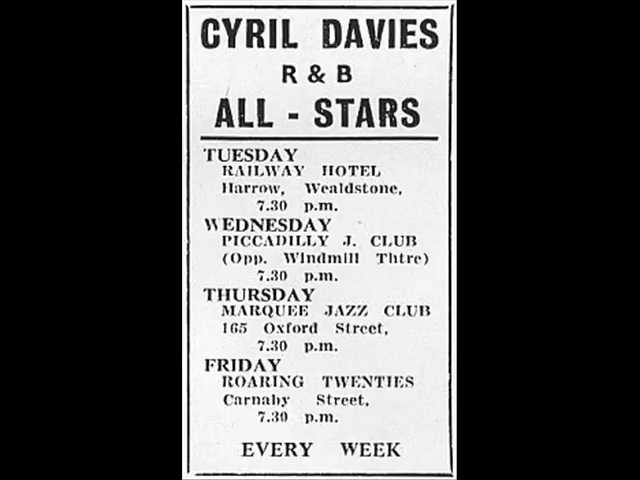 CYRIL DAVIES
R & B
ALL - STARS
TUESDAY
RAILWAY HOTEL
Harrow, Wealdstone,
7.30 p.m.
WEDNESDAY
PICCADILLY J. CLUB
(Opp. Windmill Thtre)
7.30 p.m.
THURSDAY
MARQUEE JAZZ CLUB
165 Oxford Street,
7.30 p.m.
FRIDAY
ROARING TWENTIES
Carnaby Street,
7.30 p.m.
EVERY WEEK